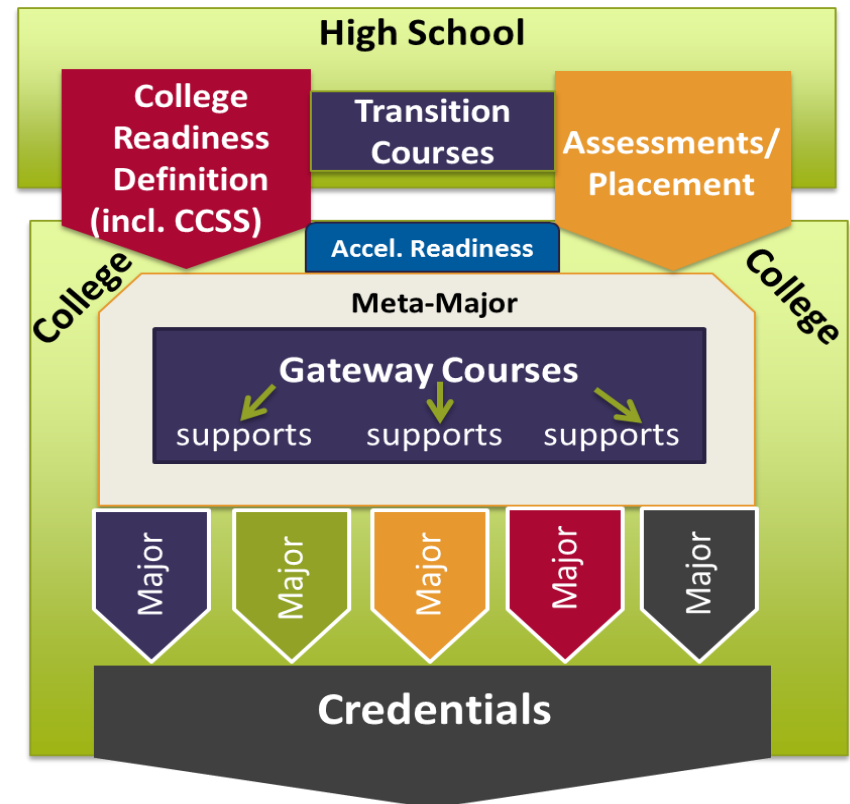 High School
College
Readiness
Definition
(incl. CCSS)
Transition
Courses
Assessments/
Placement
College
Accel. Readiness
College
Meta-Major
Gateway Courses
supports supports supports
Major Major Major Major Major
Credentials